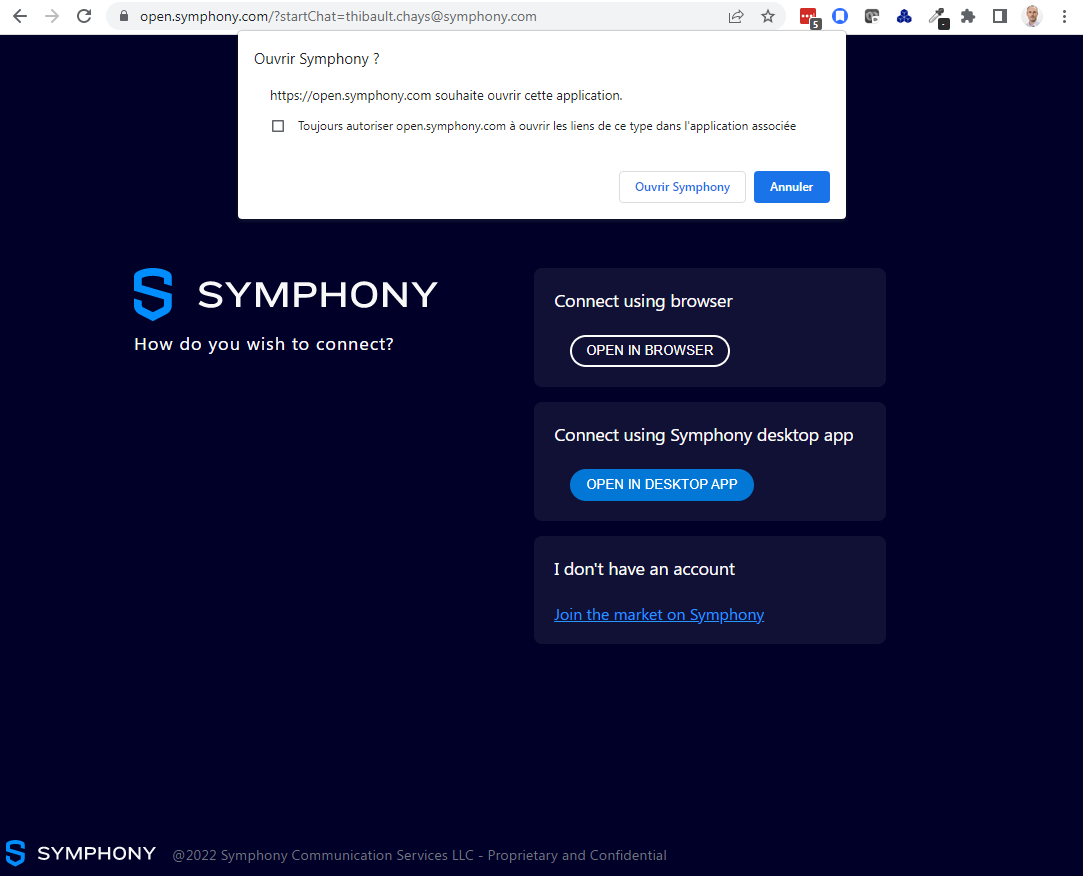 open.symphony.com/?startChat=thibault.chays@symphony.com
5
Ouvrir Symphony ?
https://open.symphony.com souhaite ouvrir cette application.
Toujours autoriser open.symphony.com à ouvrir les liens de ce type dans l'application associée
Ouvrir Symphony
Annuler
SYMPHONY
How do you wish to connect?
Connect using browser
OPEN IN BROWSER
Connect using Symphony desktop app
OPEN IN DESKTOP APP
I don't have an account
Join the market on Symphony
SYMPHONY @2022 Symphony Communication Services LLC - Proprietary and Confidential